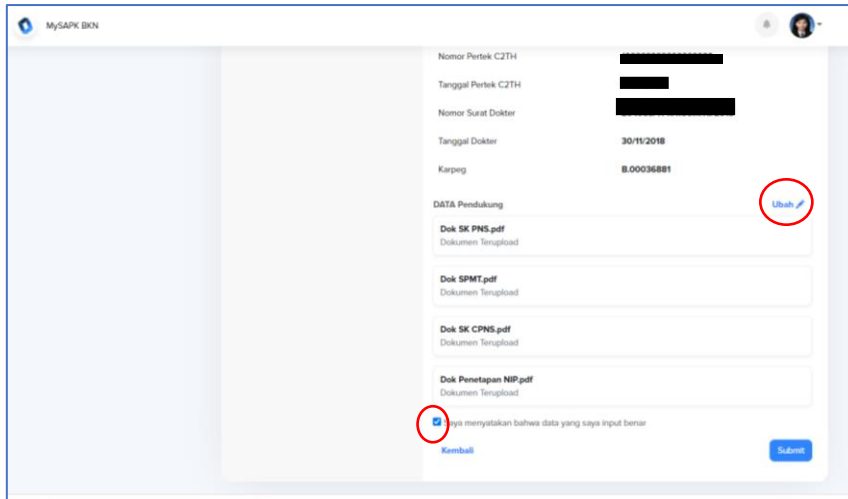 MySAPK BKN
Nomor Pertek C2TH
Tanggal Pertek C2TH
Nomor Surat Dokter
Tanggal Dokter 30/11/2018
Karpeg B.00036881
DATA Pendukung Ubah
Dok SK PNS.pdf
Dokumen Terupload
Dok SPMT.pdf
Dokumen Terupload
Dok SK CPNS.pdf
Dokumen Terupload
Dok Penetapan NIP.pdf
Dokumen Terupload
Saya menyatakan bahwa data yang saya input benar
Kembali Submit